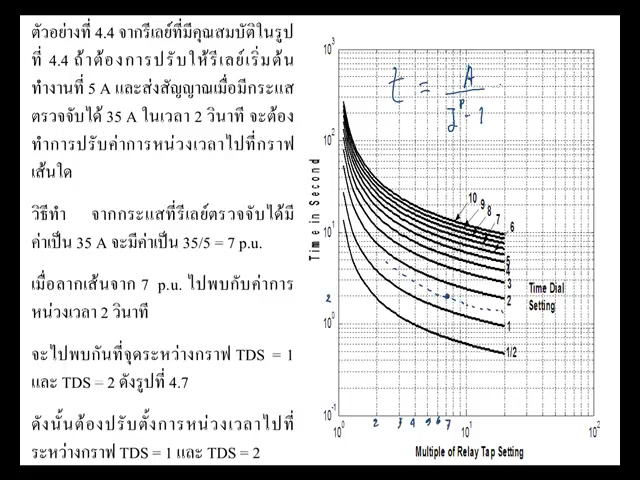 ตัวอย่างที่ 4.4 จากรีเลย์ที่มีคุณสมบัติในรูป
ที่ 4.4 ถ้าต้องการปรับให้รีเลย์เริ่มต้น
ทำงานที่ 5 A และส่งสัญญาณเมื่อมีกระแส
ตรวจจับได้ 35 A ในเวลา 2 วินาที จะต้อง
ทำการปรับค่าการหน่วงเวลาไปที่กราฟ
เส้นใด
วิธีทำ จากกระแสที่รีเลย์ตรวจจับได้มี
ค่าเป็น 35 A จะมีค่าเป็น 35/5 = 7 p.u.
เมื่อลากเส้นจาก 7 p.u. ไปพบกับค่าการ
หน่วงเวลา 2 วินาที
จะไปพบกันที่จุดระหว่างกราฟ TDS = 1
และ TDS = 2 ดังรูปที่ 4.7
ดังนั้นต้องปรับตั้งการหน่วงเวลาไปที่
ระหว่างกราฟ TDS = 1 และ TDS = 2
t = A
I^p - 1
Time in Second
10^3
10^2
10^1
2
10^0
10^-1
10 9 8 7 6
5
4
3
2
1
1/2
Time Dial
Setting
10^0 2 3 4 5 6 7 10^1 10^2
Multiple of Relay Tap Setting